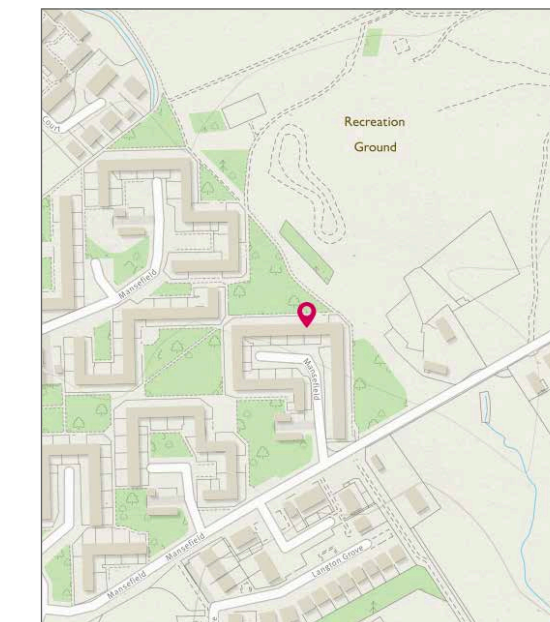 Recreation
Ground
Court
Mansefield
Mansefield
Mansefield
Mansefield
Langton Grove